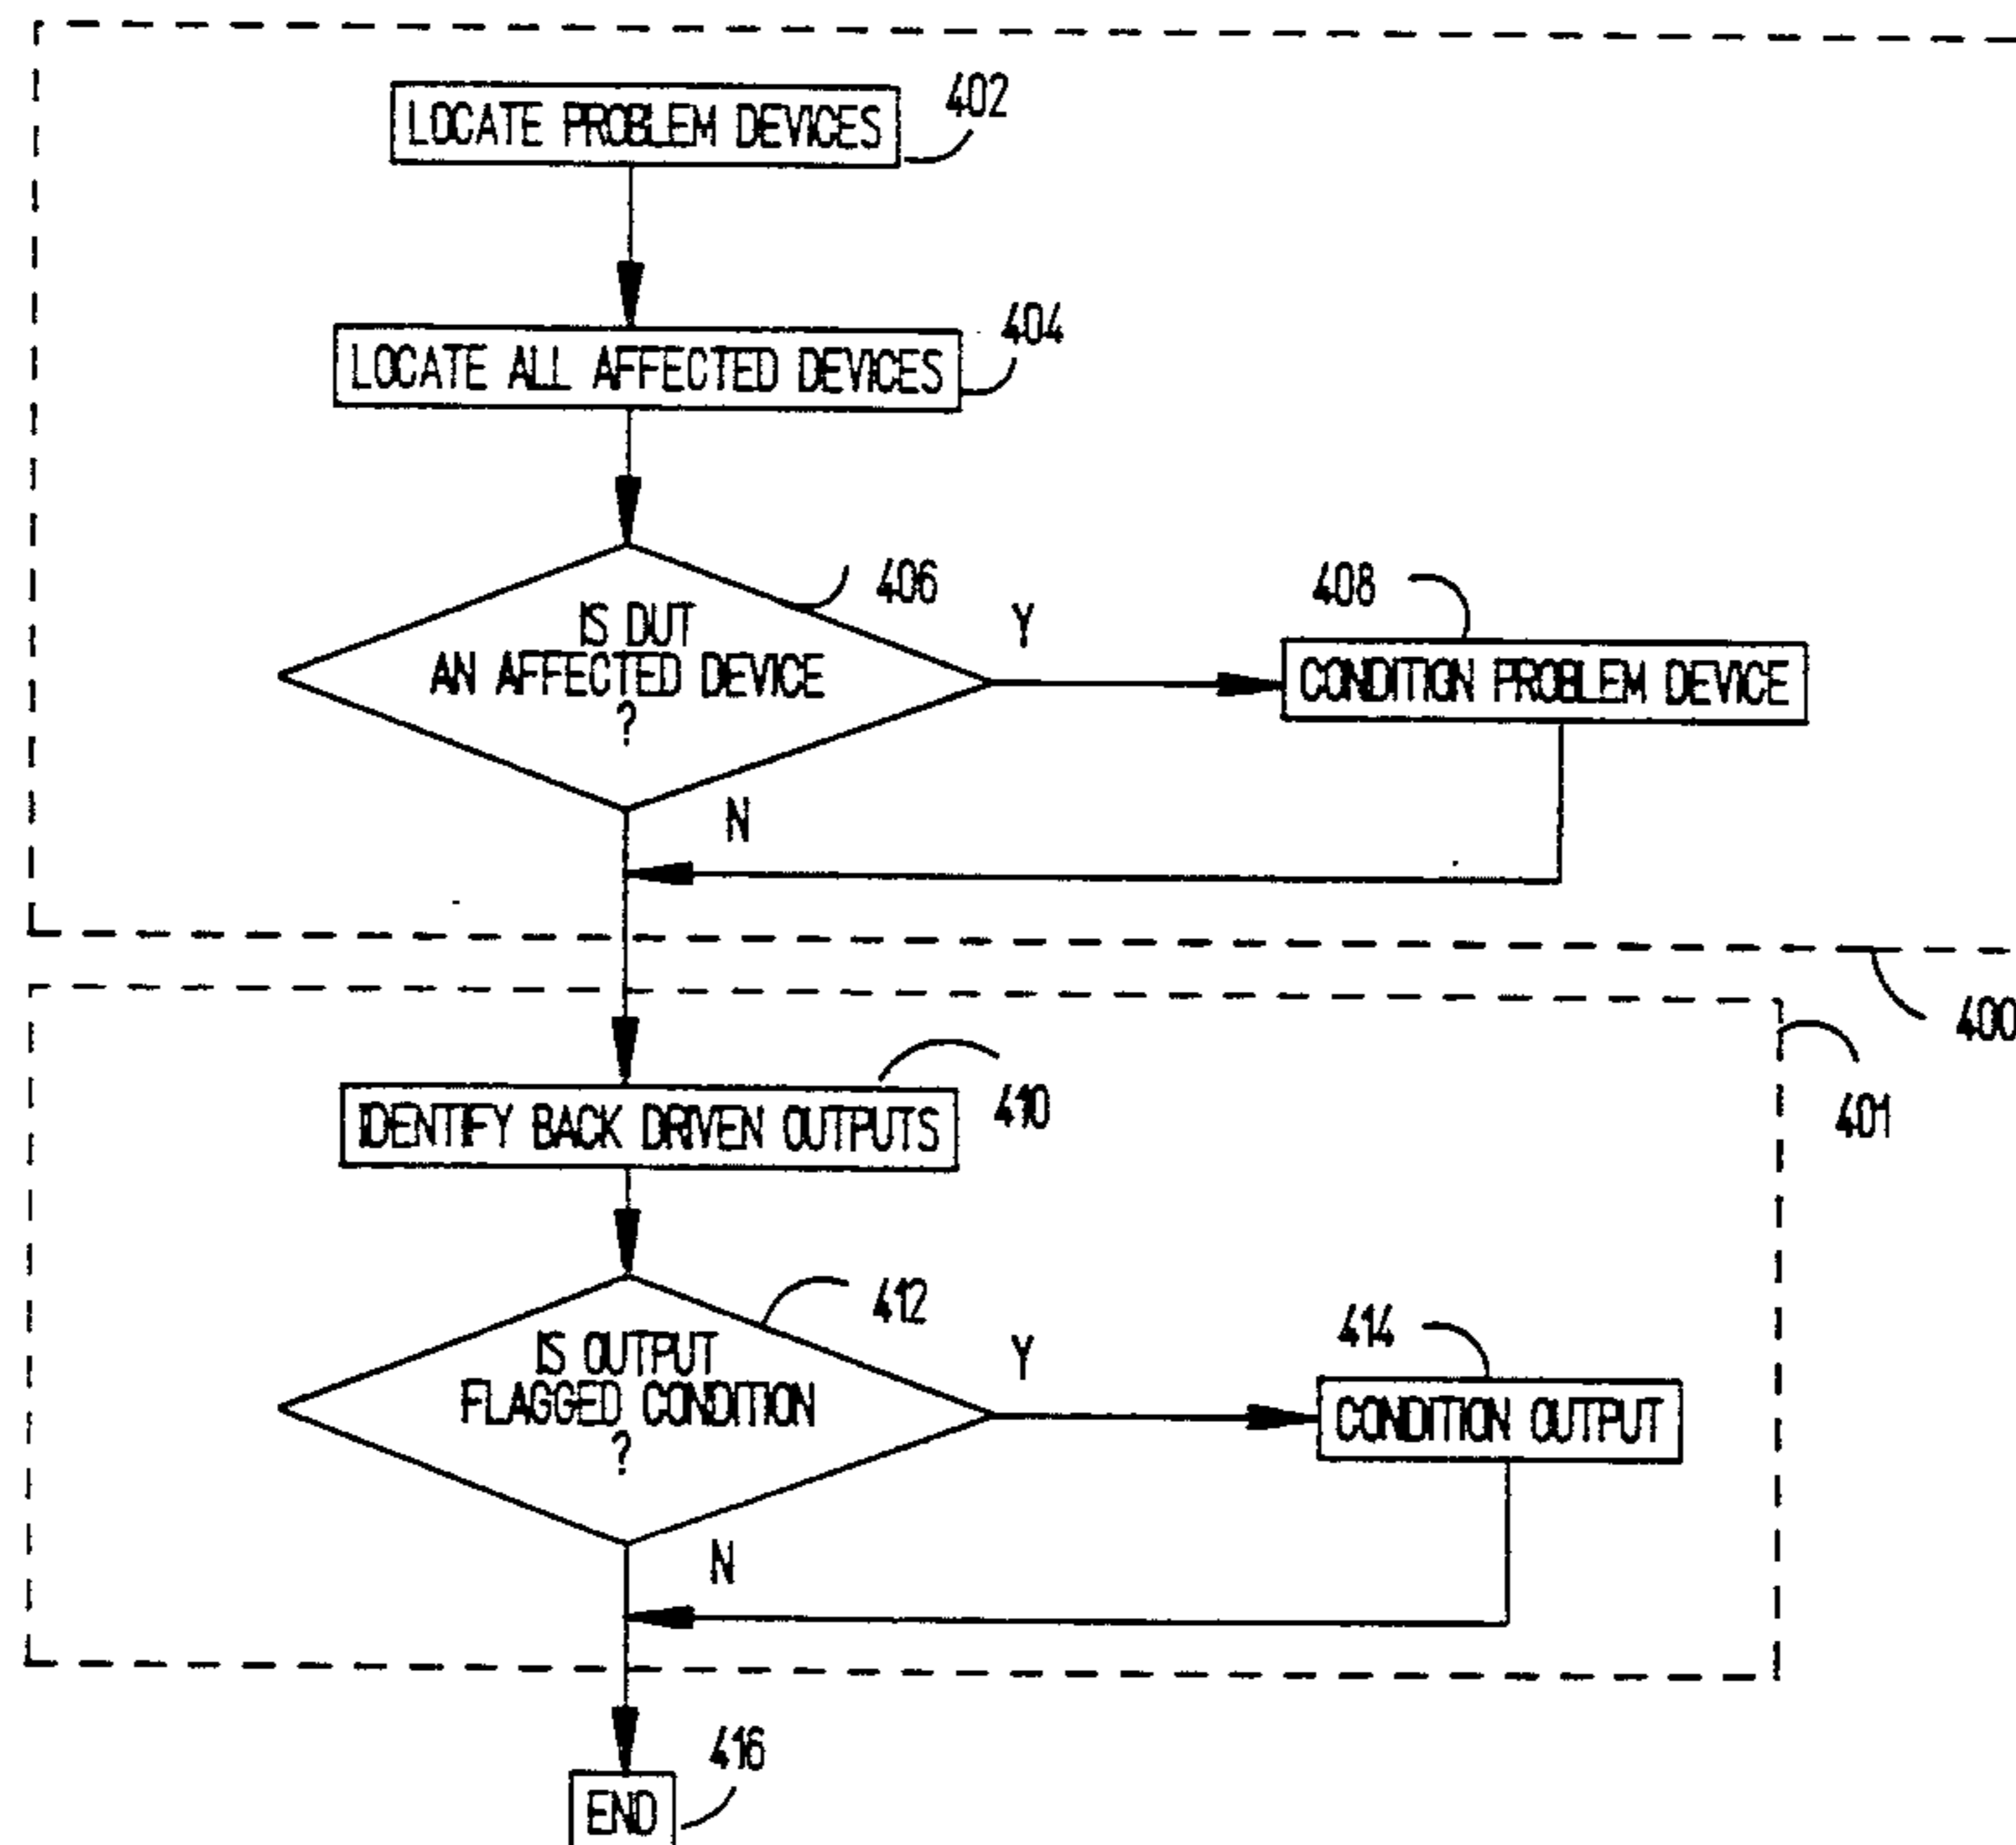 402
LOCATE PROBLEM DEVICES
404
LOCATE ALL AFFECTED DEVICES
406
IS DUT
AN AFFECTED DEVICE
?
Y
408
CONDITION PROBLEM DEVICE
N
400
401
410
IDENTIFY BACK DRIVEN OUTPUTS
412
IS OUTPUT
FLAGGED CONDITION
?
Y
414
CONDITION OUTPUT
N
416
END